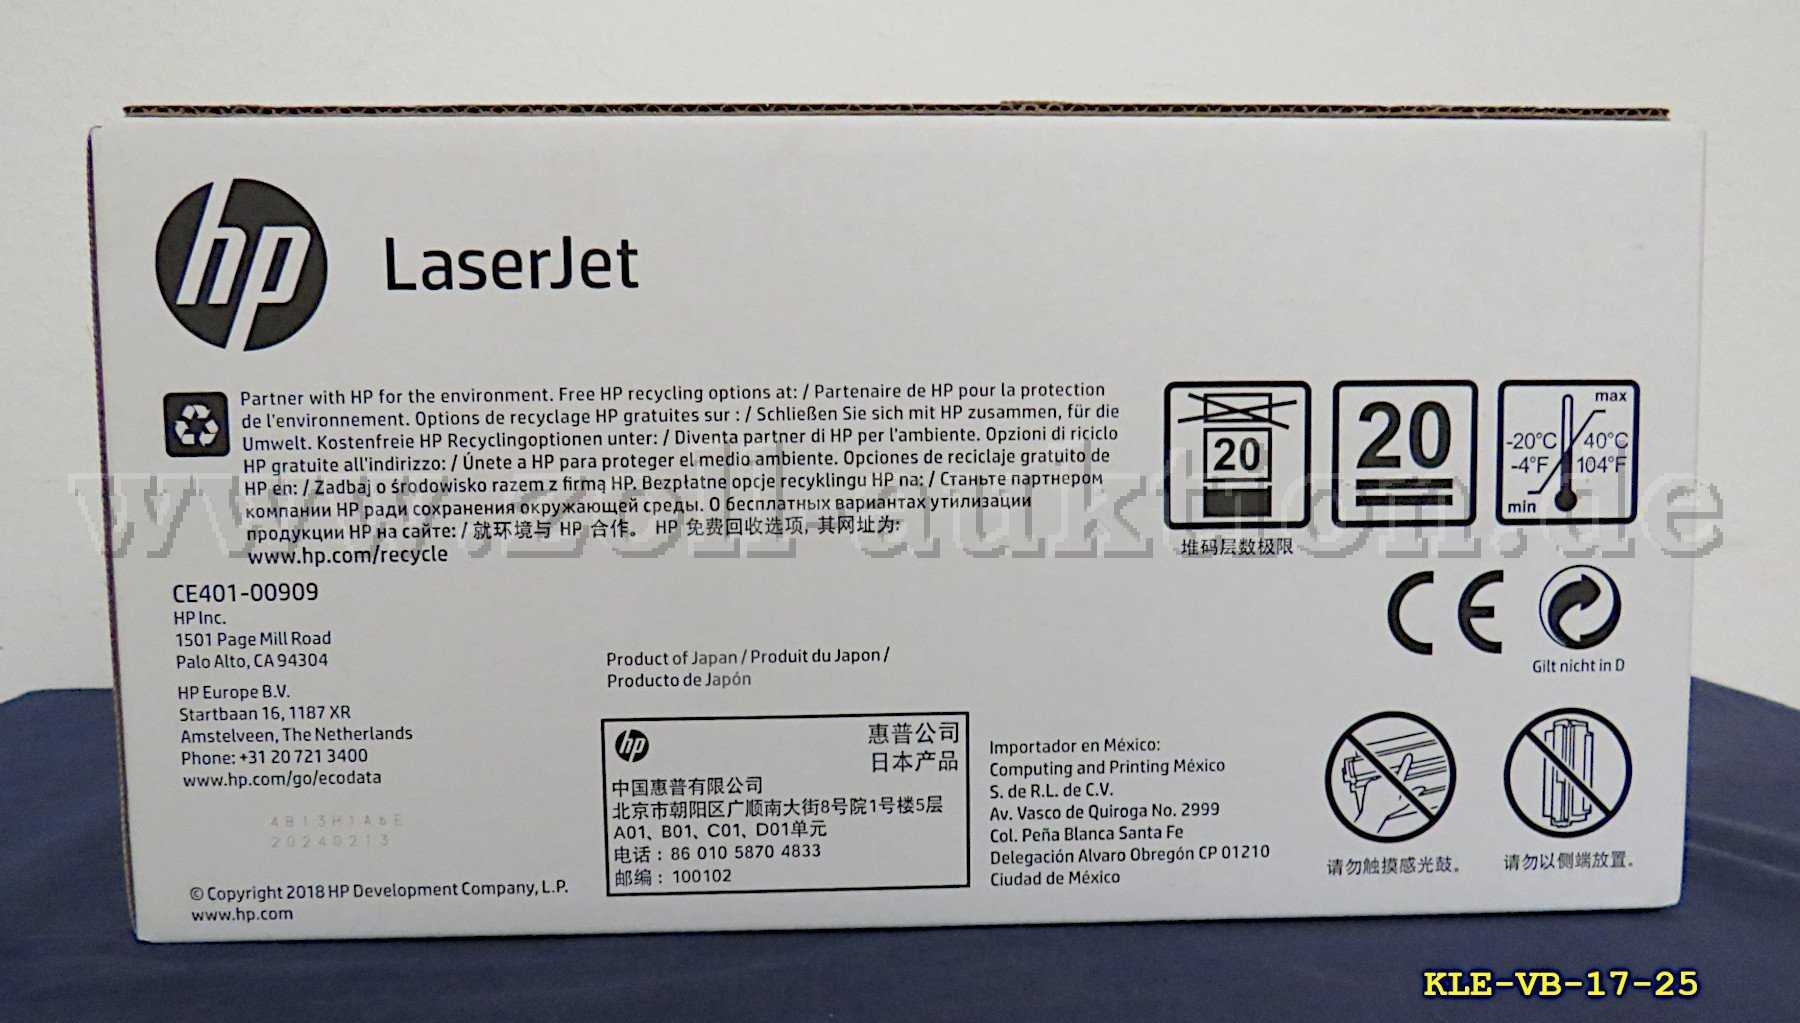 hp
LaserJet
Partner with HP for the environment. Free HP recycling options at: / Partenaire de HP pour la protection
de l'environnement. Options de recyclage HP gratuites sur : / Schließen Sie sich mit HP zusammen, für die
Umwelt. Kostenfreie HP Recyclingoptionen unter: / Diventa partner di HP per l'ambiente. Opzioni di riciclo
HP gratuite all'indirizzo: / Únete a HP para proteger el medio ambiente. Opciones de reciclaje gratuito de
HP en: / Zadbaj o środowisko razem z firmą HP. Bezpłatne opcje recyklingu HP na: / Станьте партнером
компании HP ради сохранения окружающей среды. О бесплатных вариантах утилизации
продукции HP на сайте: / 就环境与 HP 合作。 HP 免费回收选项, 其网址为:
www.hp.com/recycle
www.zoll-auktion.de
20
堆码层数极限
20
max
-20°C 40°C
-4°F 104°F
min
CE
Gilt nicht in D
CE401-00909
HP Inc.
1501 Page Mill Road
Palo Alto, CA 94304
HP Europe B.V.
Startbaan 16, 1187 XR
Amstelveen, The Netherlands
Phone: +31 20 721 3400
www.hp.com/go/ecodata
4B13H1AbE
20240213
© Copyright 2018 HP Development Company, L.P.
www.hp.com
Product of Japan / Produit du Japon /
Producto de Japón
hp
惠普公司
日本产品
中国惠普有限公司
北京市朝阳区广顺南大街8号院1号楼5层
A01、B01、C01、D01单元
电话：86 010 5870 4833
邮编：100102
Importador en México:
Computing and Printing México
S. de R.L. de C.V.
Av. Vasco de Quiroga No. 2999
Col. Peña Blanca Santa Fe
Delegación Alvaro Obregón CP 01210
Ciudad de México
请勿触摸感光鼓。
请勿以侧端放置。
KLE-VB-17-25